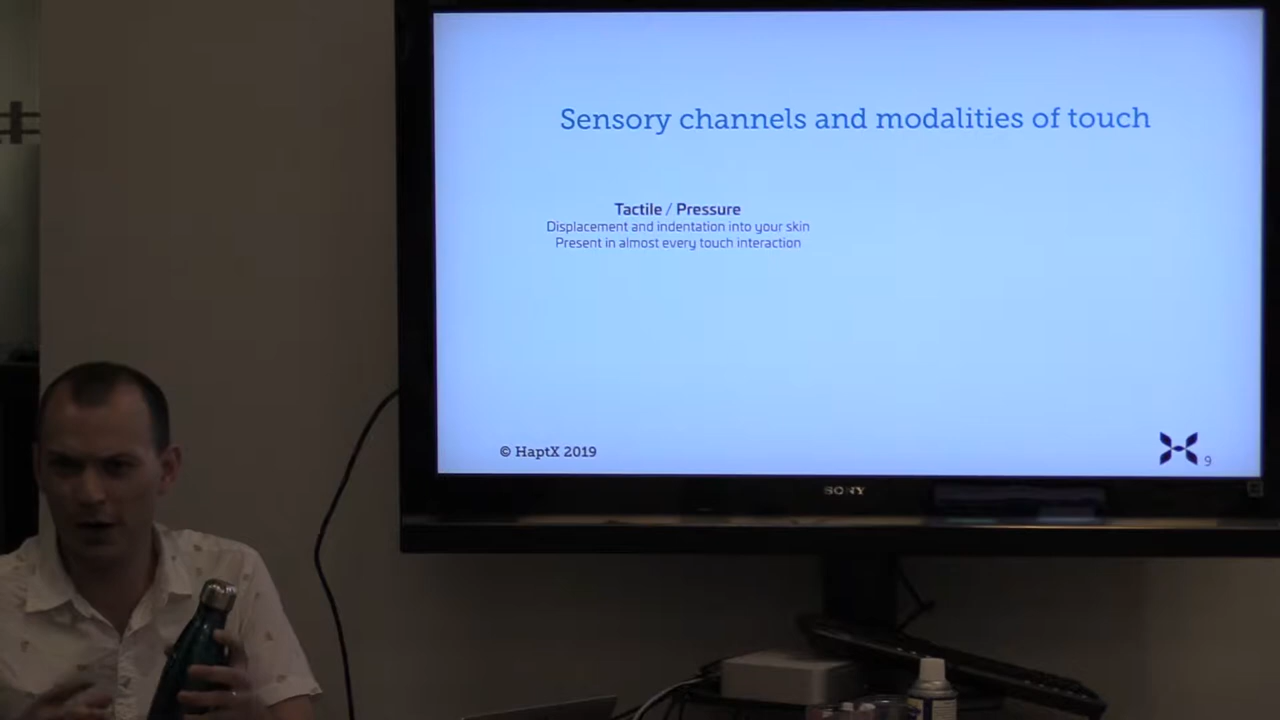 Sensory channels and modalities of touch
Tactile / Pressure
Displacement and indentation into your skin
Present in almost every touch interaction
© HaptX 2019
9
SONY